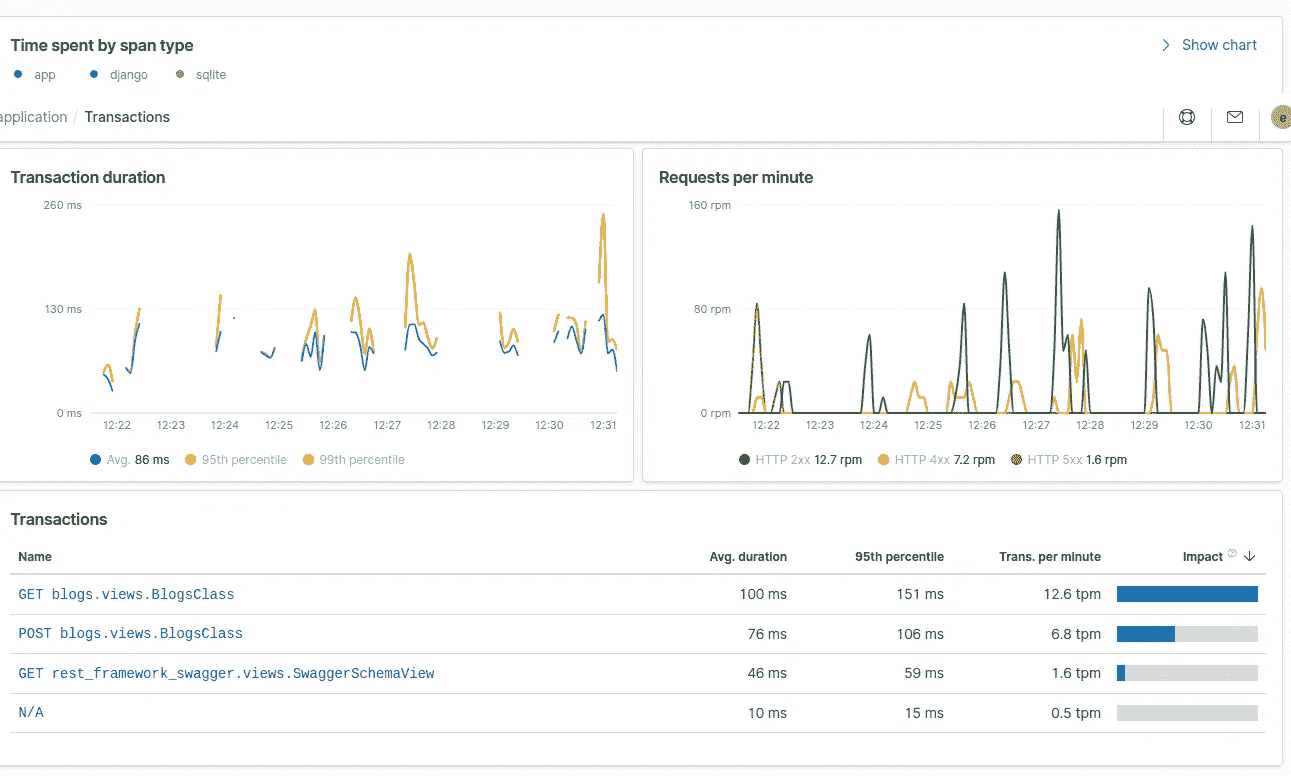 Time spent by span type
Show chart
app django sqlite
application / Transactions
e
Transaction duration
260 ms
130 ms
0 ms
12:22 12:23 12:24 12:25 12:26 12:27 12:28 12:29 12:30 12:31
Avg. 86 ms 95th percentile 99th percentile
Requests per minute
160 rpm
80 rpm
0 rpm
12:22 12:23 12:24 12:25 12:26 12:27 12:28 12:29 12:30 12:31
HTTP 2xx 12.7 rpm HTTP 4xx 7.2 rpm HTTP 5xx 1.6 rpm
Transactions
Name Avg. duration 95th percentile Trans. per minute Impact ?
GET blogs.views.BlogsClass 100 ms 151 ms 12.6 tpm
POST blogs.views.BlogsClass 76 ms 106 ms 6.8 tpm
GET rest_framework_swagger.views.SwaggerSchemaView 46 ms 59 ms 1.6 tpm
N/A 10 ms 15 ms 0.5 tpm